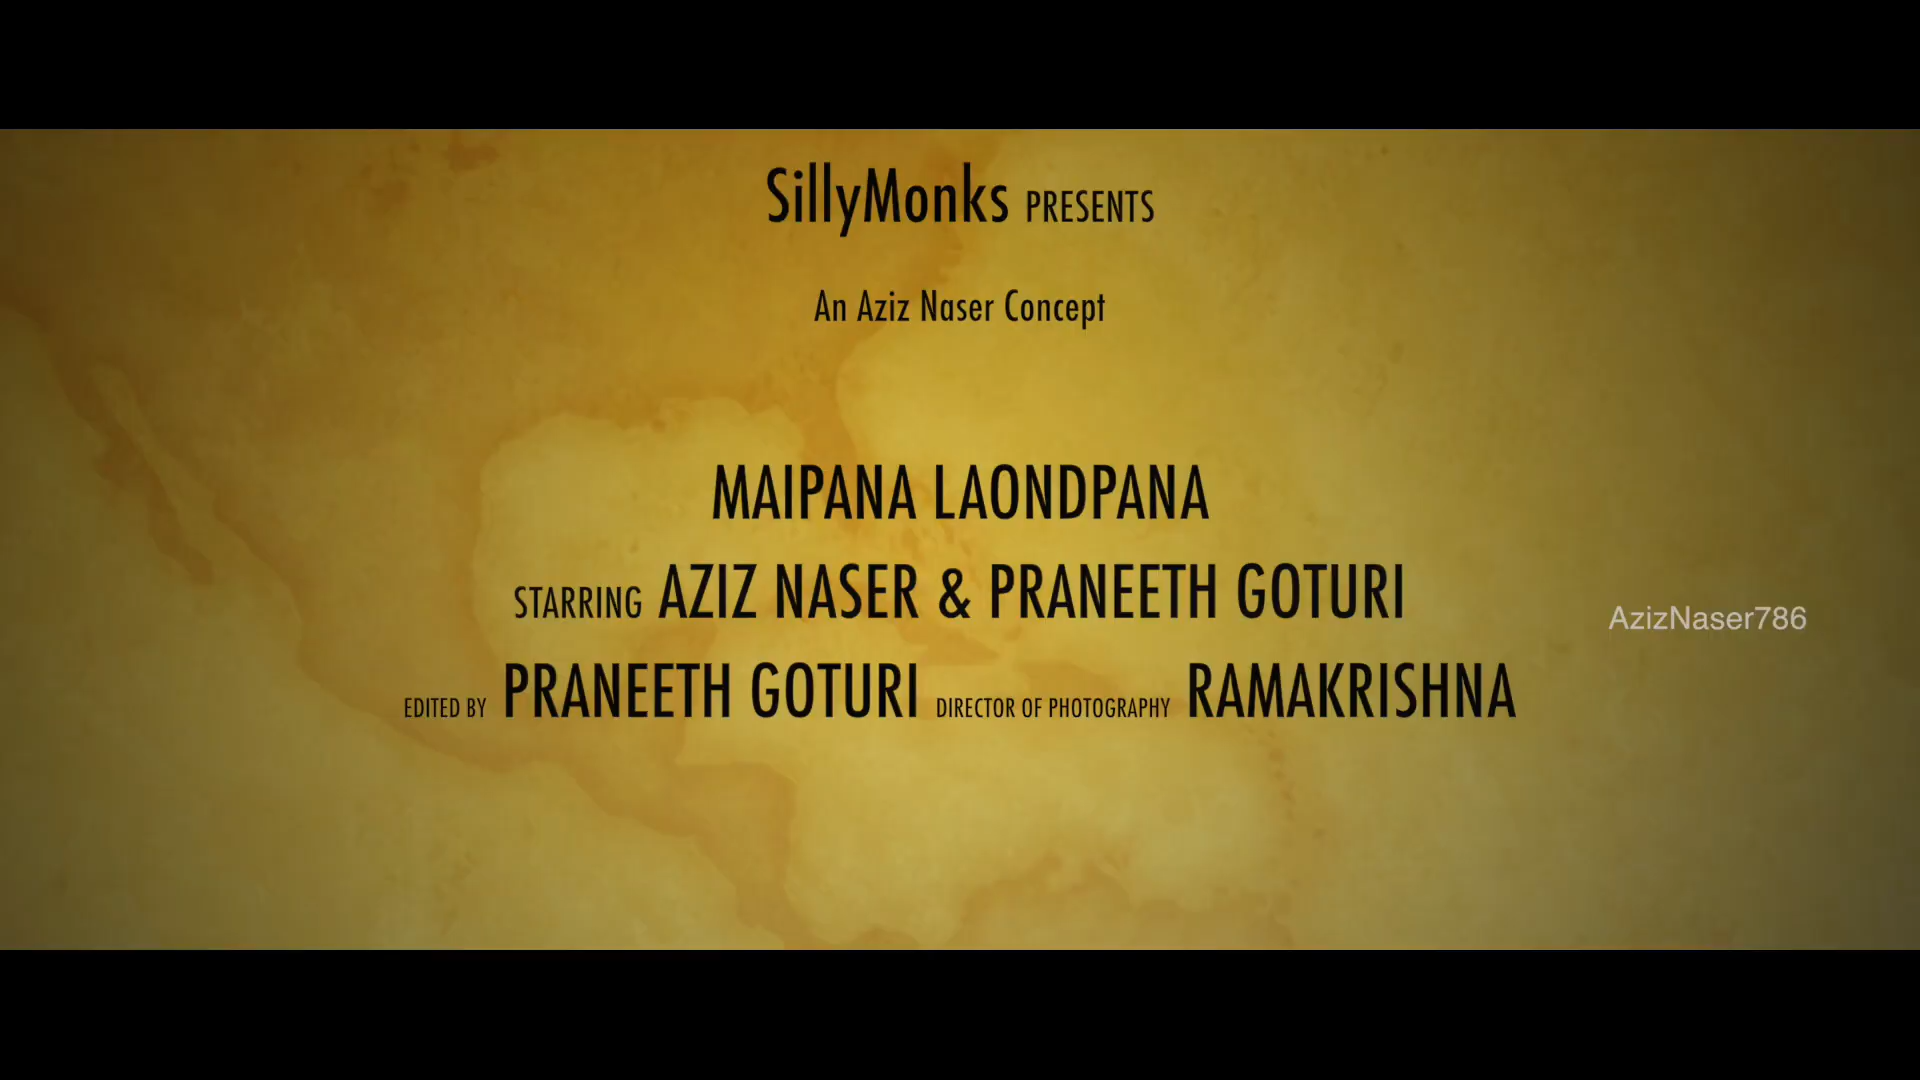 SillyMonks PRESENTS
An Aziz Naser Concept
MAIPANA LAONDPANA
STARRING AZIZ NASER & PRANEETH GOTURI
AzizNaser786
EDITED BY PRANEETH GOTURI DIRECTOR OF PHOTOGRAPHY RAMAKRISHNA